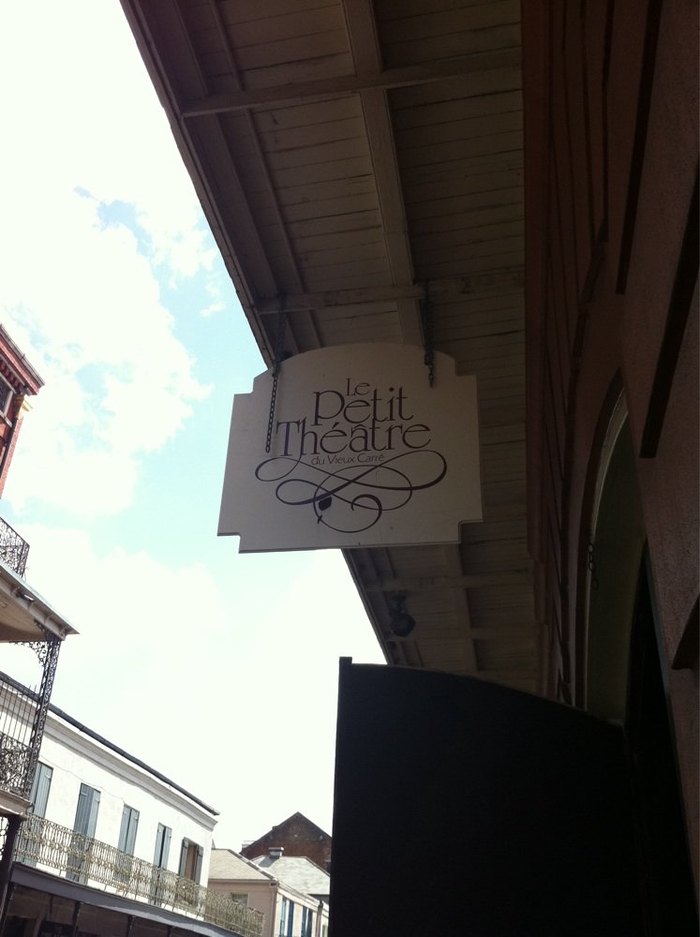 Le
Petit
Théâtre
du Vieux Carré